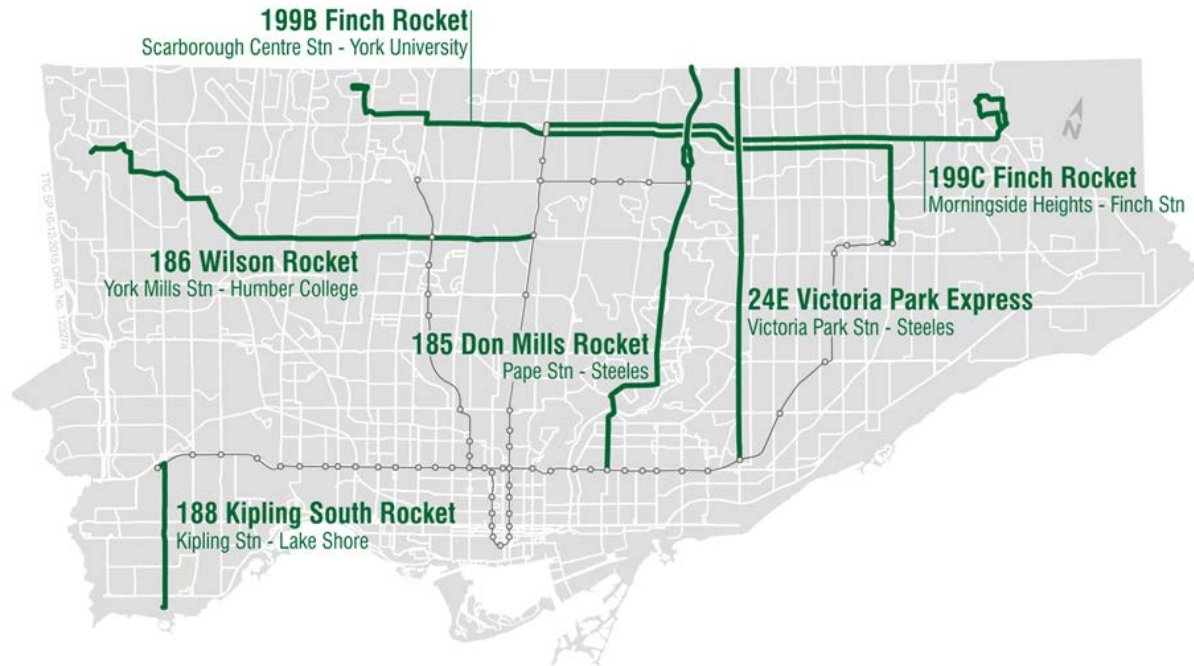 199B Finch Rocket
Scarborough Centre Stn - York University
N
199C Finch Rocket
Morningside Heights - Finch Stn
186 Wilson Rocket
York Mills Stn - Humber College
24E Victoria Park Express
Victoria Park Stn - Steeles
185 Don Mills Rocket
Pape Stn - Steeles
188 Kipling South Rocket
Kipling Stn - Lake Shore